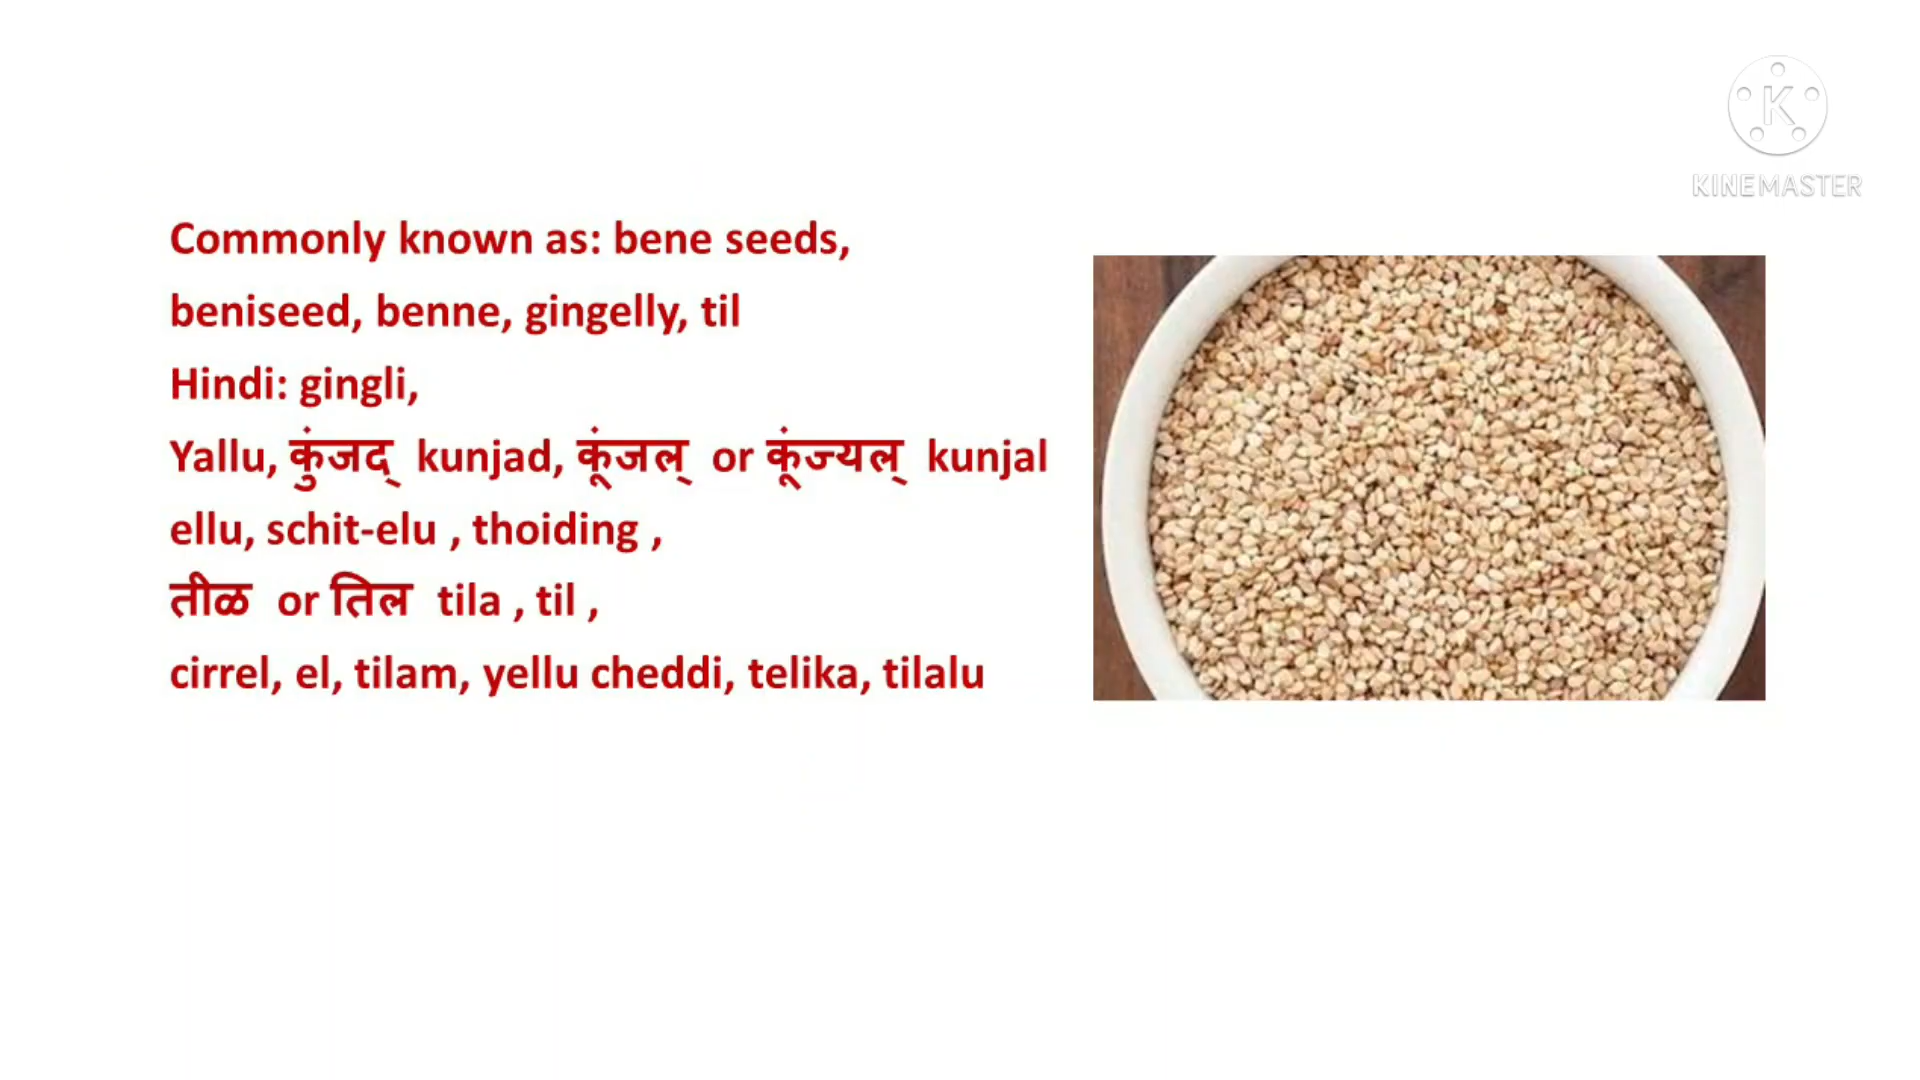 K
KINEMASTER
Commonly known as: bene seeds,
beniseed, benne, gingelly, til
Hindi: gingli,
Yallu, कुंजद् kunjad, कूंजल् or कूंज्यल् kunjal
ellu, schit-elu , thoiding ,
तीळ or तिल tila , til ,
cirrel, el, tilam, yellu cheddi, telika, tilalu